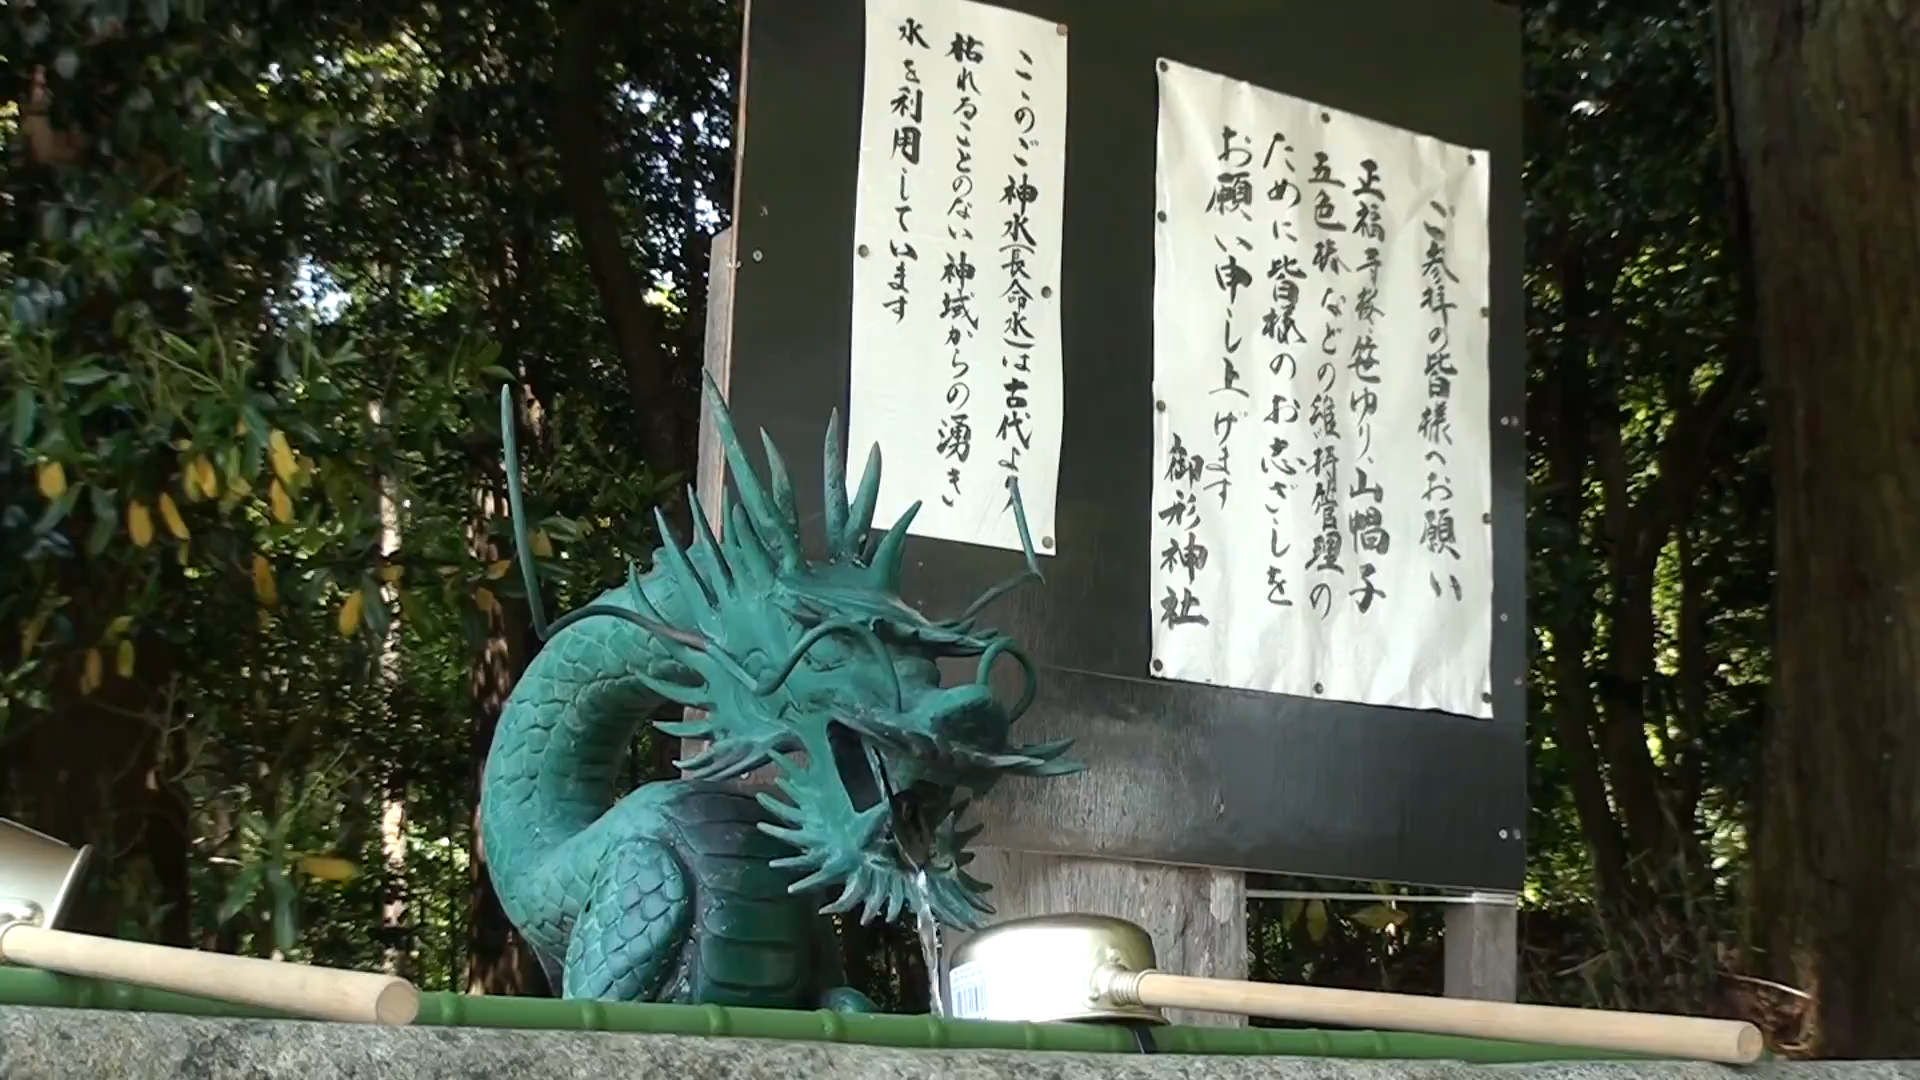 ご参拝の皆様へお願い
正福寺桜、笹ゆり、山帽子
五色椿などの維持管理の
ために皆様のお志ざしを
お願い申し上げます
御形神社
このご神水(長命水)は古代より
枯れることのない神域からの湧き
水を利用しています